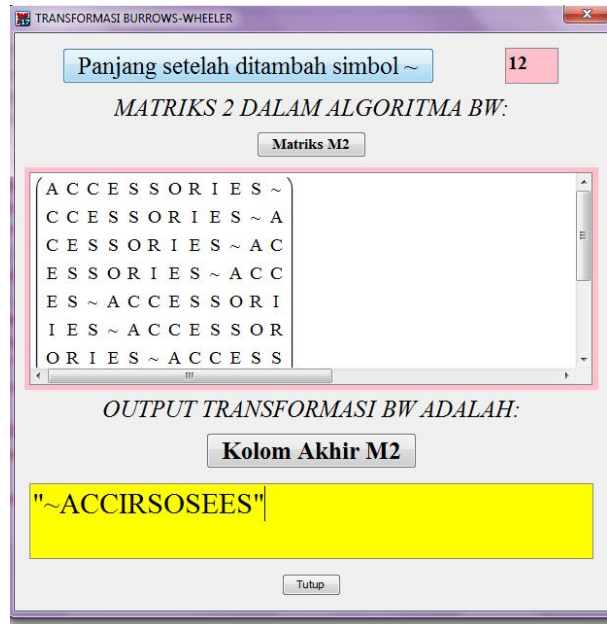 TRANSFORMASI BURROWS-WHEELER
Panjang setelah ditambah simbol ~ 12
MATRIKS 2 DALAM ALGORITMA BW:
Matriks M2
A C C E S S O R I E S ~
C C E S S O R I E S ~ A
C E S S O R I E S ~ A C
E S S O R I E S ~ A C C
E S ~ A C C E S S O R I
I E S ~ A C C E S S O R
O R I E S ~ A C C E S S
OUTPUT TRANSFORMASI BW ADALAH:
Kolom Akhir M2
"~ACCIRSOSEES"
Tutup